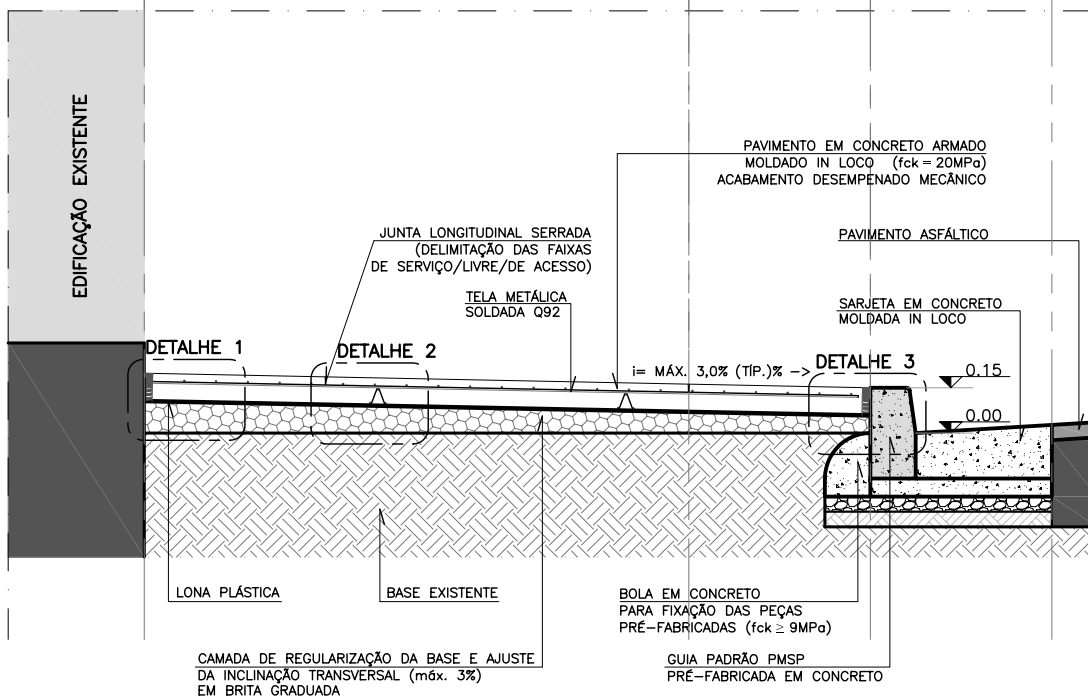 EDIFICAÇÃO EXISTENTE
PAVIMENTO EM CONCRETO ARMADO
MOLDADO IN LOCO (fck = 20MPa)
ACABAMENTO DESEMPENADO MECÂNICO
JUNTA LONGITUDINAL SERRADA
(DELIMITAÇÃO DAS FAIXAS
DE SERVIÇO/LIVRE/DE ACESSO)
PAVIMENTO ASFÁLTICO
TELA METÁLICA
SOLDADA Q92
SARJETA EM CONCRETO
MOLDADA IN LOCO
DETALHE 1
DETALHE 2
i= MÁX. 3,0% (TÍP.)% ->
DETALHE 3
0.15
0.00
LONA PLÁSTICA
BASE EXISTENTE
BOLA EM CONCRETO
PARA FIXAÇÃO DAS PEÇAS
PRÉ-FABRICADAS (fck ≥ 9MPa)
CAMADA DE REGULARIZAÇÃO DA BASE E AJUSTE
DA INCLINAÇÃO TRANSVERSAL (máx. 3%)
EM BRITA GRADUADA
GUIA PADRÃO PMSP
PRÉ-FABRICADA EM CONCRETO